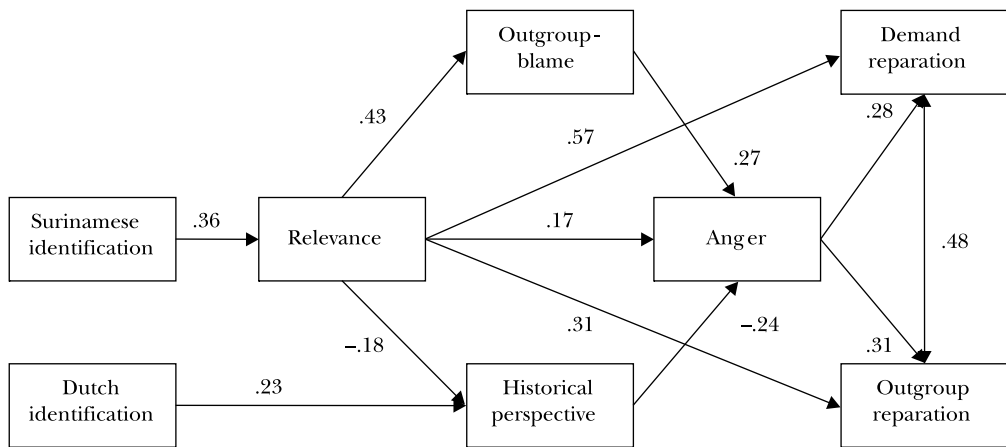 Outgroup-
blame
Demand
reparation
.43
.57
.28
.27
Surinamese
identification
.36
Relevance
.17
Anger
.48
–.18
.31
–.24
.31
Dutch
identification
.23
Historical
perspective
Outgroup
reparation